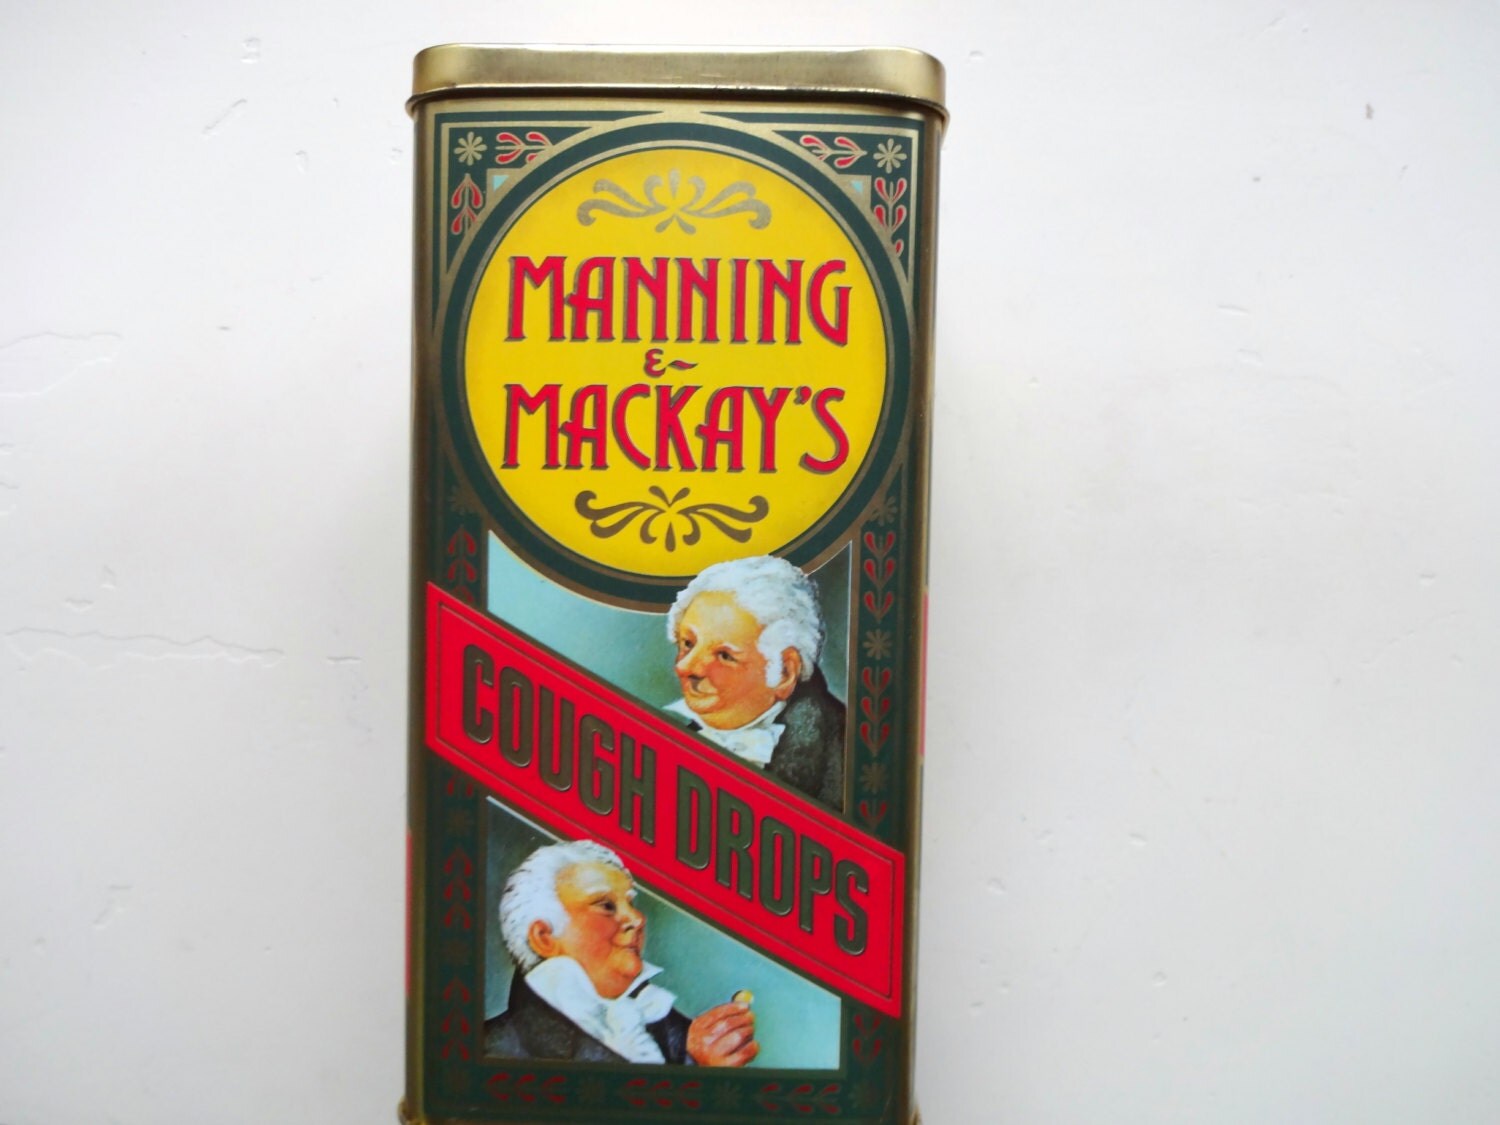 MANNING
&
MACKAY'S
COUGH DROPS